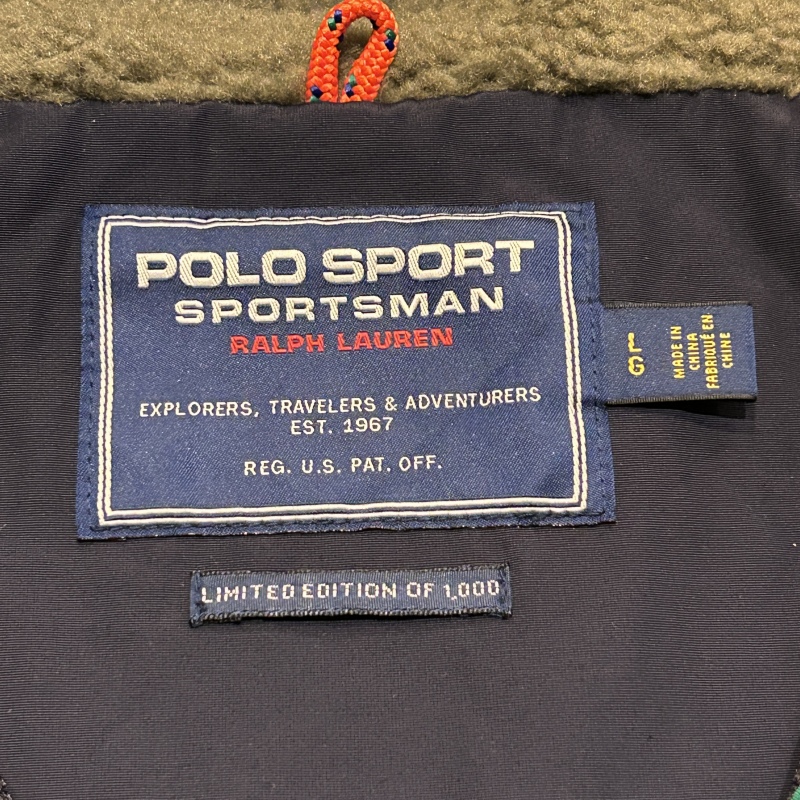 POLO SPORT
SPORTSMAN
RALPH LAUREN
EXPLORERS, TRAVELERS & ADVENTURERS
EST. 1967
REG. U.S. PAT. OFF.
L
G
MADE IN
CHINA
FABRIQUÉ EN
CHINE
LIMITED EDITION OF 1,000